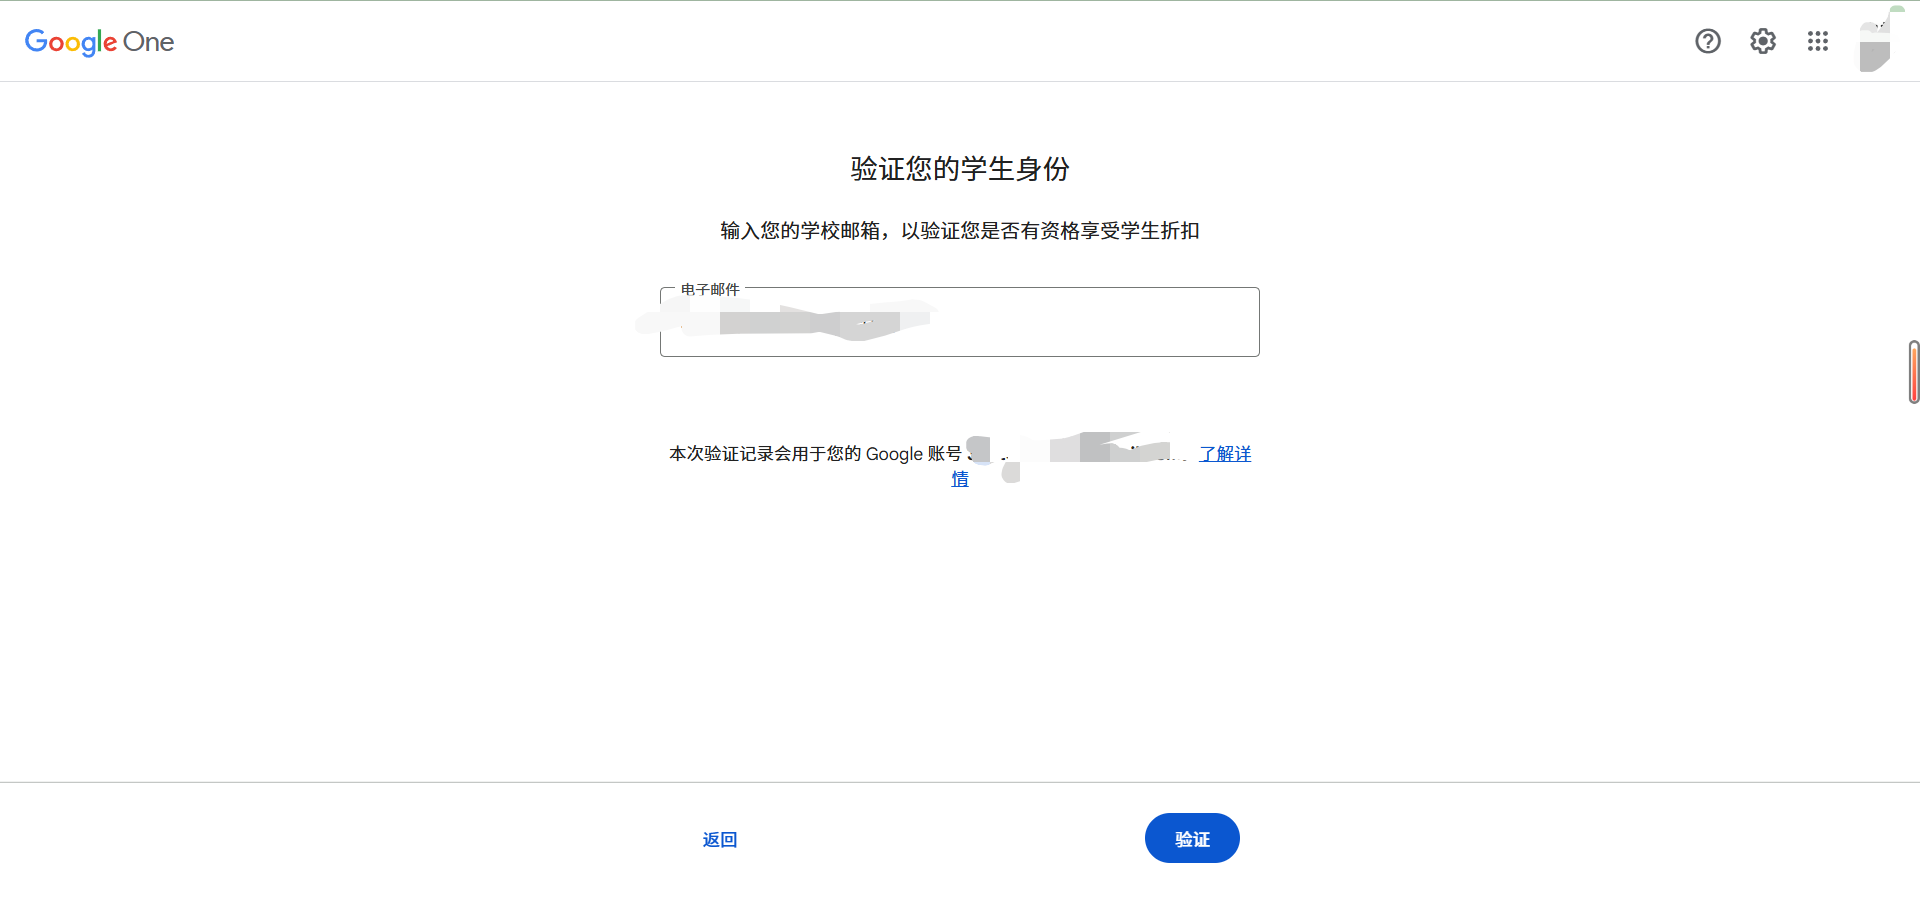 Google One
验证您的学生身份
输入您的学校邮箱，以验证您是否有资格享受学生折扣
电子邮件
本次验证记录会用于您的 Google 账号
了解详
情
返回
验证